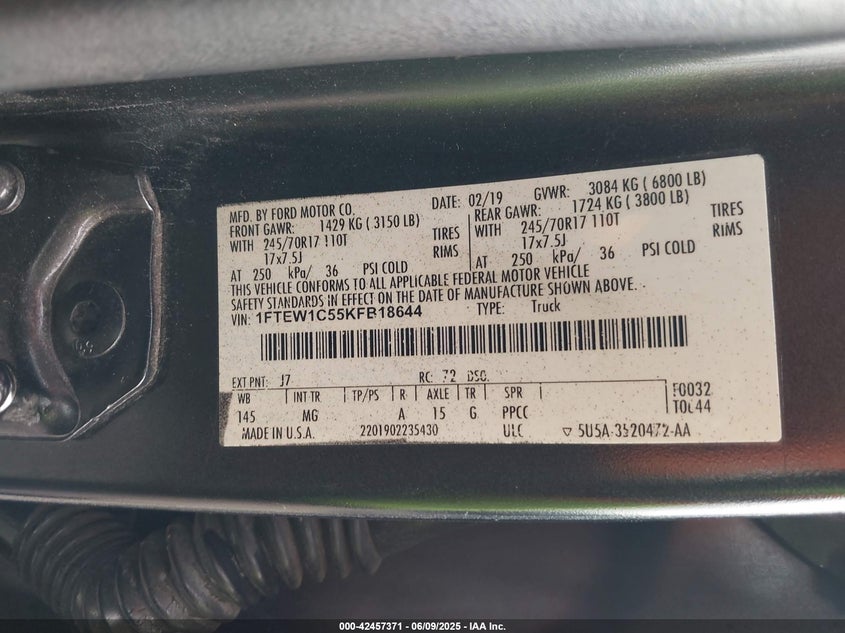 MFD. BY FORD MOTOR CO. DATE: 02/19 GVWR: 3084 KG ( 6800 LB)
FRONT GAWR: 1429 KG ( 3150 LB) REAR GAWR: 1724 KG ( 3800 LB)
WITH 245/70R17 110T TIRES WITH 245/70R17 110T TIRES
17x7.5J RIMS 17x7.5J RIMS
AT 250 kPa/ 36 PSI COLD AT 250 kPa/ 36 PSI COLD
THIS VEHICLE CONFORMS TO ALL APPLICABLE FEDERAL MOTOR VEHICLE
SAFETY STANDARDS IN EFFECT ON THE DATE OF MANUFACTURE SHOWN ABOVE.
VIN: 1FTEW1C55KFB18644 TYPE: Truck
EXT PNT: J7 RC: 72 DSO:
WB INT TR TP/PS R AXLE TR SPR F0032
145 MG A 15 G PPCC T0L44
MADE IN U.S.A. 2201902235430 ULC
000-42457371 | 06/09/2025 - IAA Inc.